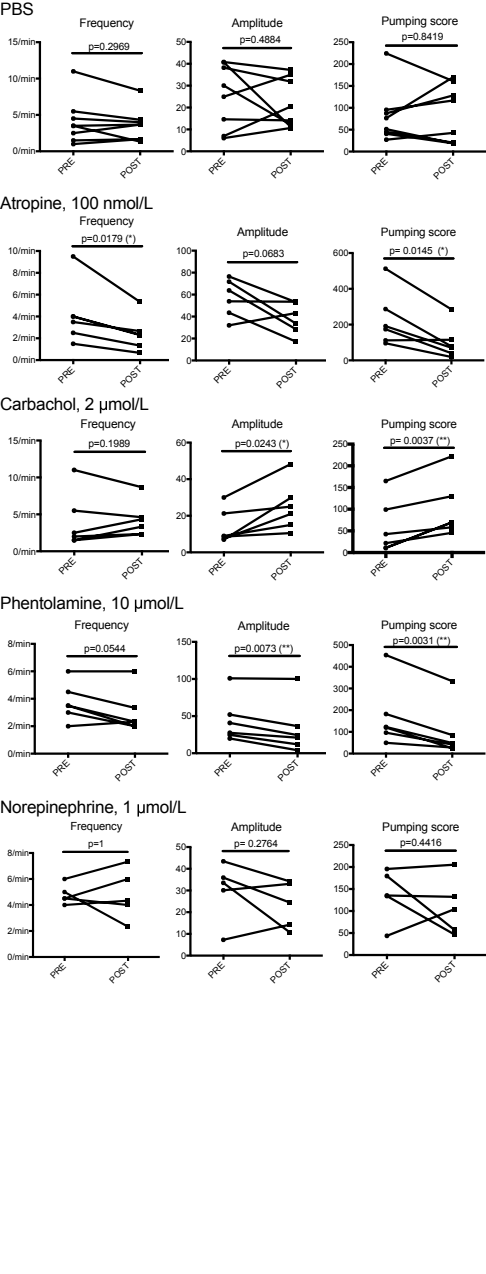 PBS
Frequency
Amplitude
Pumping score
p=0.2969
p=0.4884
p=0.8419
15/min
10/min
5/min
0/min
PRE
POST
50
40
30
20
10
0
PRE
POST
250
200
150
100
50
0
PRE
POST
Atropine, 100 nmol/L
Frequency
Amplitude
Pumping score
p=0.0179 (*)
p=0.0683
p= 0.0145 (*)
10/min
8/min
6/min
4/min
2/min
0/min
PRE
POST
100
80
60
40
20
0
PRE
POST
600
400
200
0
PRE
POST
Carbachol, 2 µmol/L
Frequency
Amplitude
Pumping score
p=0.1989
p=0.0243 (*)
p= 0.0037 (**)
15/min
10/min
5/min
0/min
PRE
POST
60
40
20
0
PRE
POST
250
200
150
100
50
0
PRE
POST
Phentolamine, 10 µmol/L
Frequency
Amplitude
Pumping score
p=0.0544
p=0.0073 (**)
p=0.0031 (**)
8/min
6/min
4/min
2/min
0/min
PRE
POST
150
100
50
0
PRE
POST
500
400
300
200
100
0
PRE
POST
Norepinephrine, 1 µmol/L
Frequency
Amplitude
Pumping score
p=1
p= 0.2764
p=0.4416
8/min
6/min
4/min
2/min
0/min
PRE
POST
50
40
30
20
10
0
PRE
POST
250
200
150
100
50
0
PRE
POST